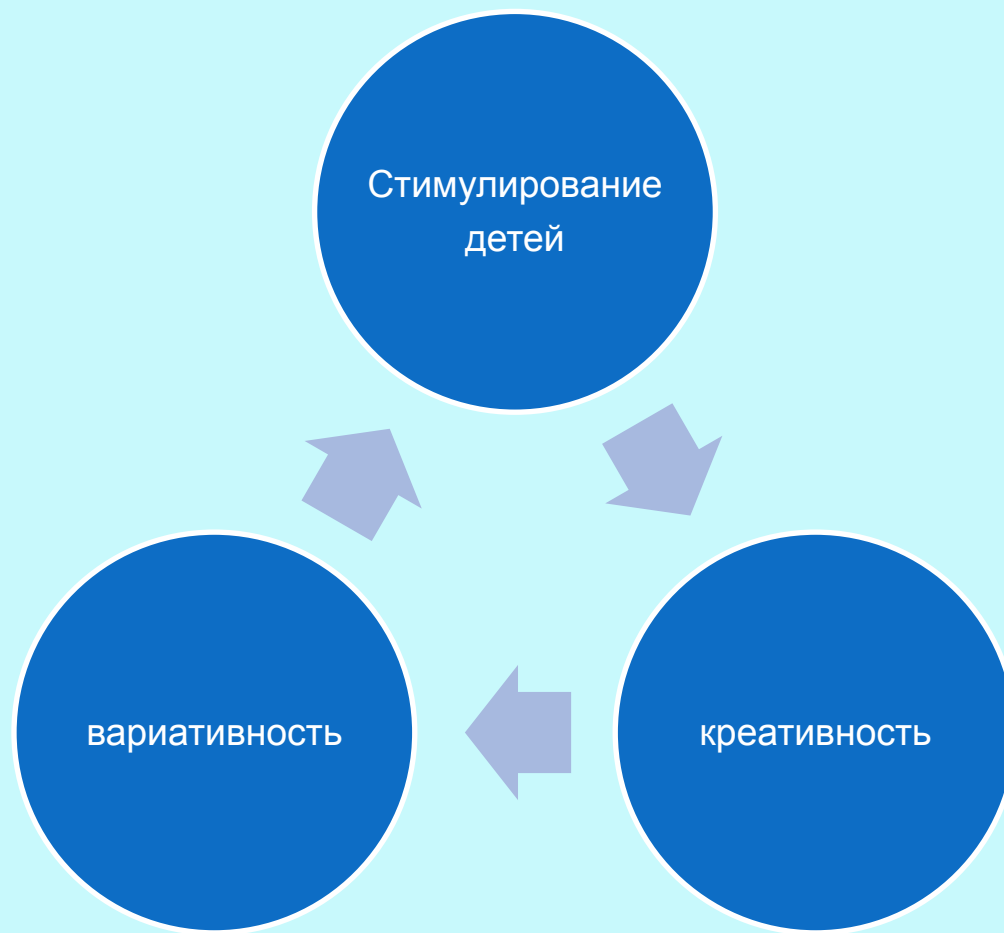 Стимулирование
детей
вариативность
креативность